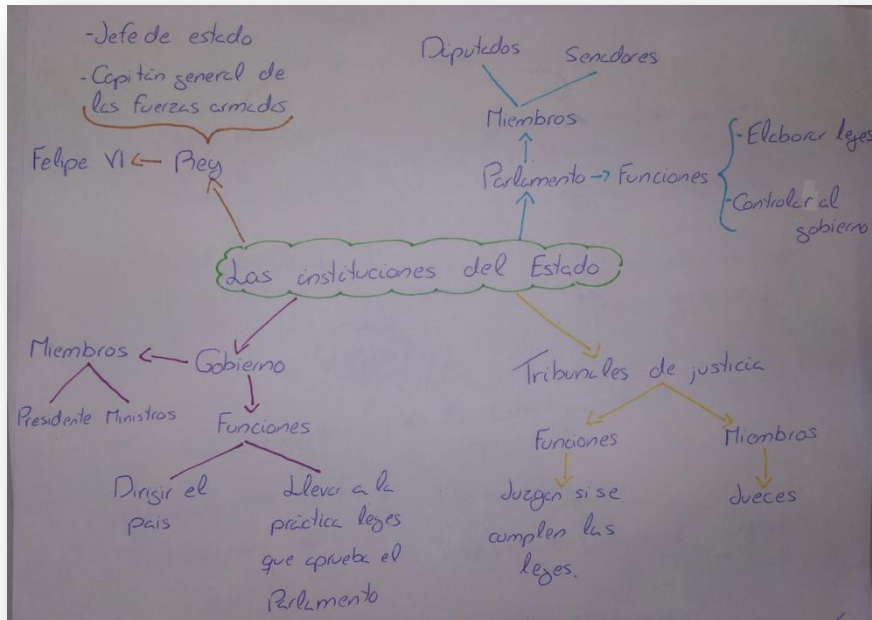 -Jefe de estado
-Capitán general de
las fuerzas armadas
Felipe VI
Rey
Diputados
Senadores
Miembros
Parlamento
Funciones
-Elaborar leyes
-Controlar al
gobierno
Las instituciones del Estado
Miembros
Gobierno
Presidente
Ministros
Funciones
Dirigir el
país
Llevar a la
práctica leyes
que aprueba el
Parlamento
Tribunales de justicia
Funciones
Miembros
Juzgan si se
cumplen las
leyes.
Jueces